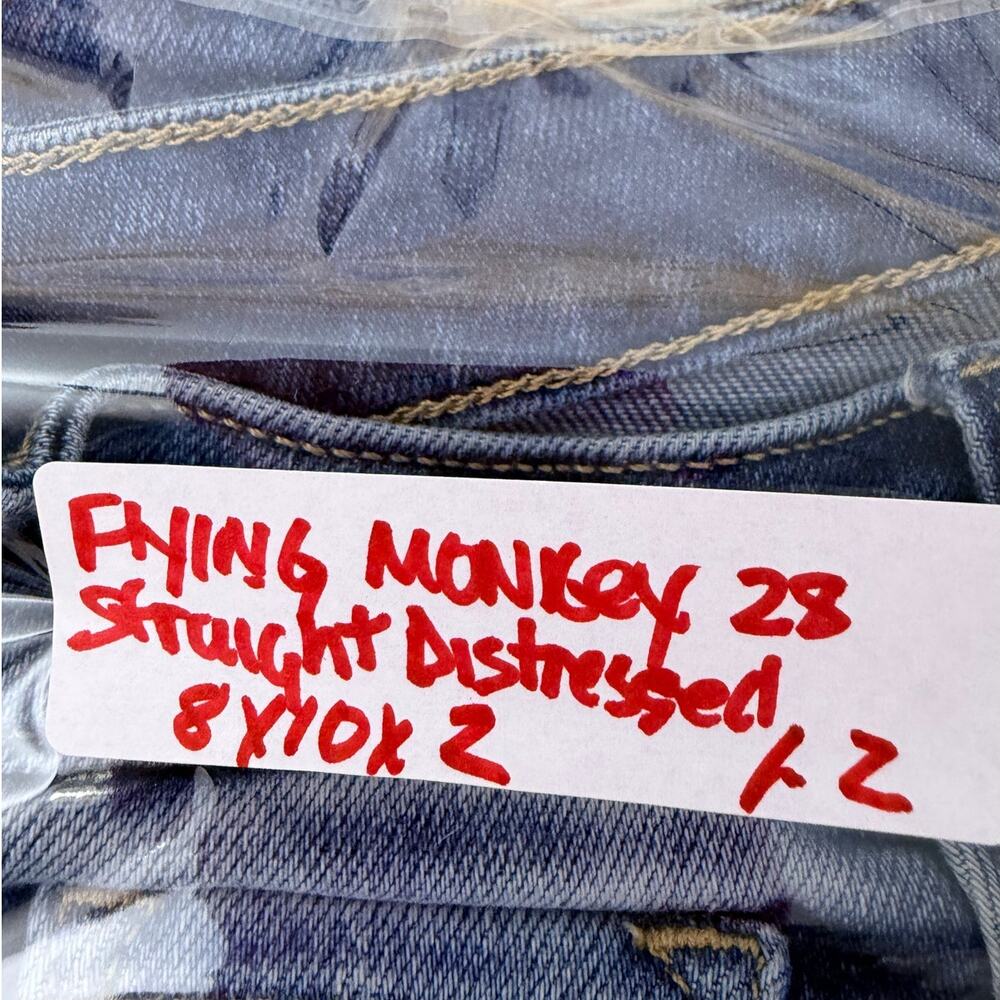 FlYING MONKey 28
Straight Distressed
8X10X2 1-2